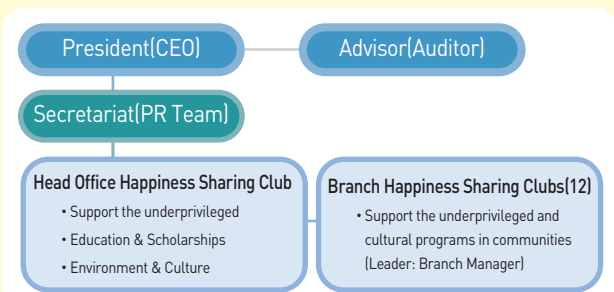 President(CEO)
Advisor(Auditor)
Secretariat(PR Team)
Head Office Happiness Sharing Club
• Support the underprivileged
• Education & Scholarships
• Environment & Culture
Branch Happiness Sharing Clubs(12)
• Support the underprivileged and
cultural programs in communities
(Leader: Branch Manager)